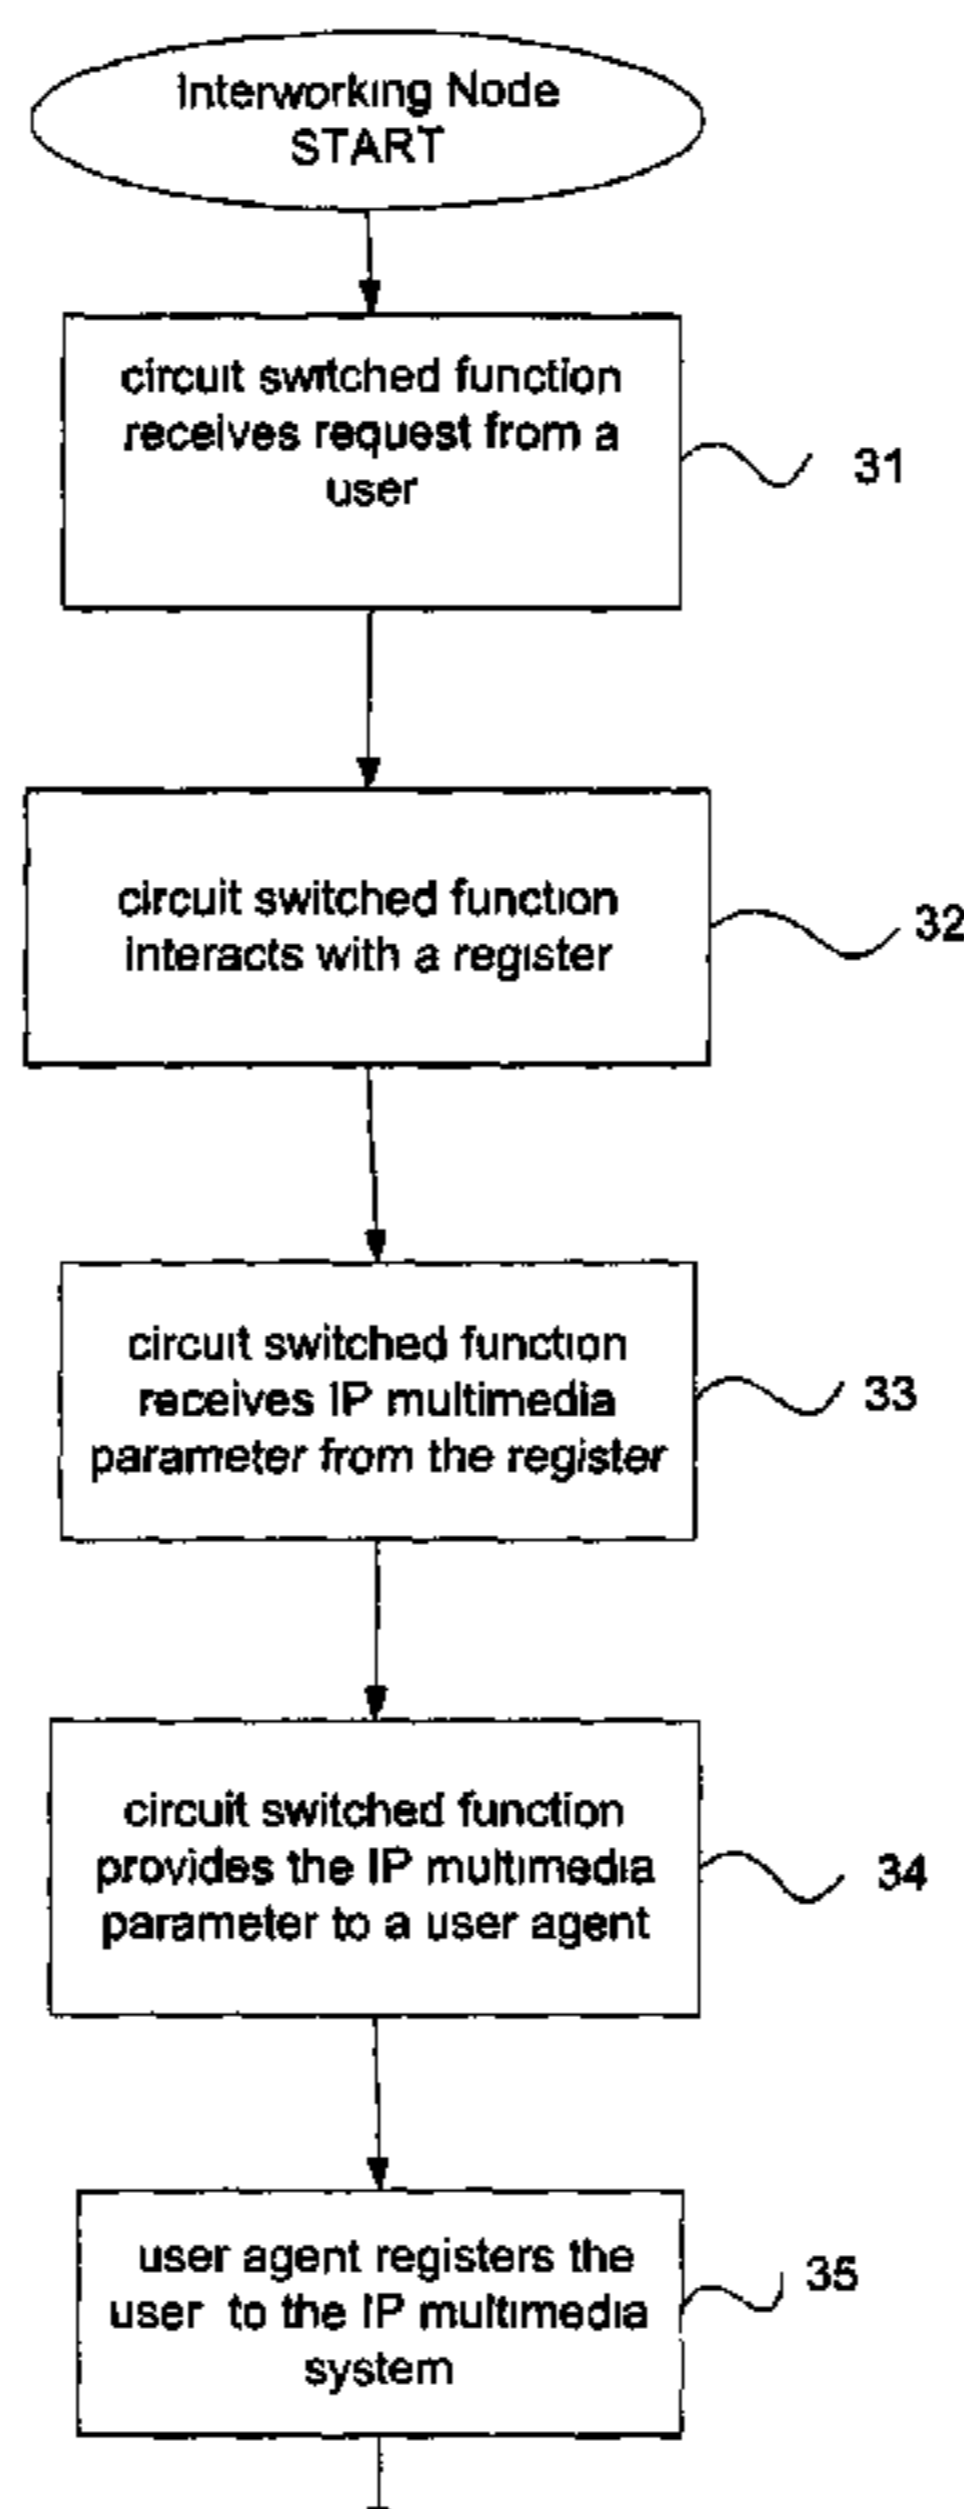 Interworking Node
START
circuit switched function
receives request from a
user
31
circuit switched function
interacts with a register
32
circuit switched function
receives IP multimedia
parameter from the register
33
circuit switched function
provides the IP multimedia
parameter to a user agent
34
user agent registers the
user to the IP multimedia
system
35